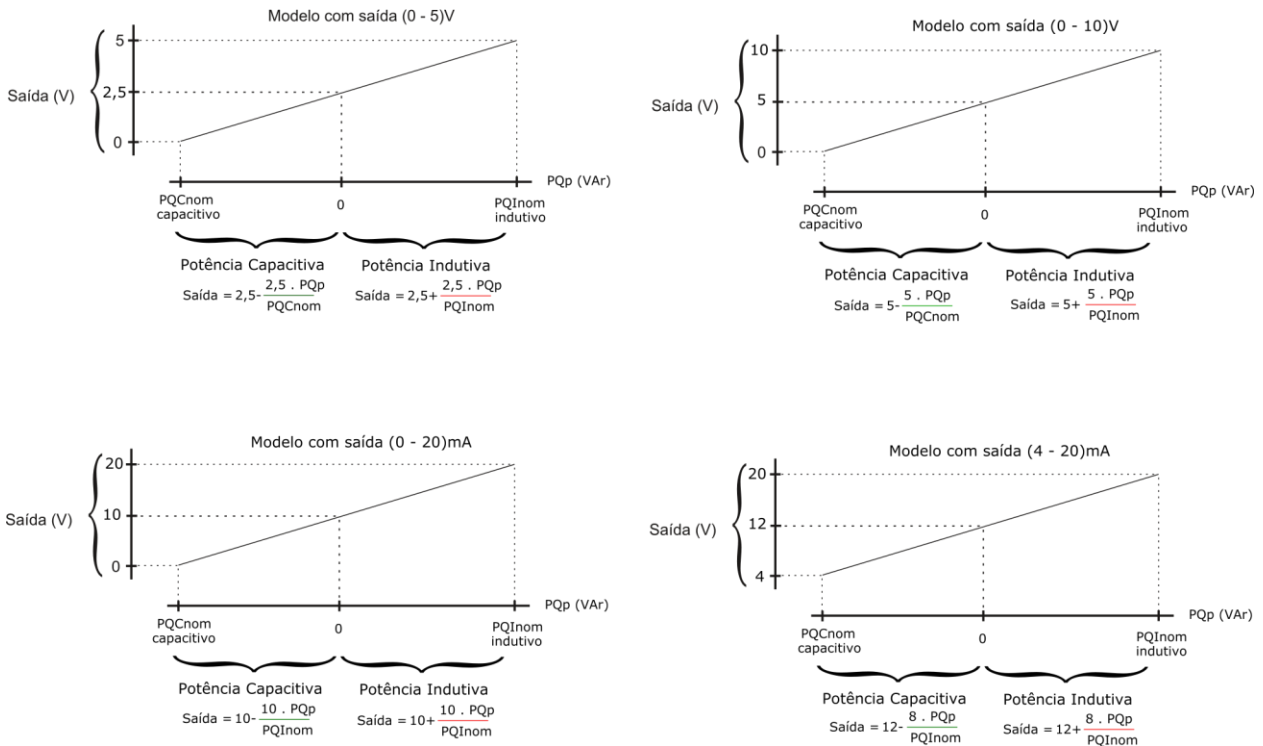 Modelo com saída (0 - 5)V
Saída (V)
5
2,5
0
PQp (VAr)
PQCnom
capacitivo
0
PQInom
indutivo
Potência Capacitiva
Saída = 2,5- 2,5 . PQp
PQCnom
Potência Indutiva
Saída = 2,5+ 2,5 . PQp
PQInom
Modelo com saída (0 - 10)V
Saída (V)
10
5
0
PQp (VAr)
PQCnom
capacitivo
0
PQInom
indutivo
Potência Capacitiva
Saída = 5- 5 . PQp
PQCnom
Potência Indutiva
Saída = 5+ 5 . PQp
PQInom
Modelo com saída (0 - 20)mA
Saída (V)
20
10
0
PQp (VAr)
PQCnom
capacitivo
0
PQInom
indutivo
Potência Capacitiva
Saída = 10- 10 . PQp
PQInom
Potência Indutiva
Saída = 10+ 10 . PQp
PQInom
Modelo com saída (4 - 20)mA
Saída (V)
20
12
4
PQp (VAr)
PQCnom
capacitivo
0
PQInom
indutivo
Potência Capacitiva
Saída = 12- 8 . PQp
PQInom
Potência Indutiva
Saída = 12+ 8 . PQp
PQInom